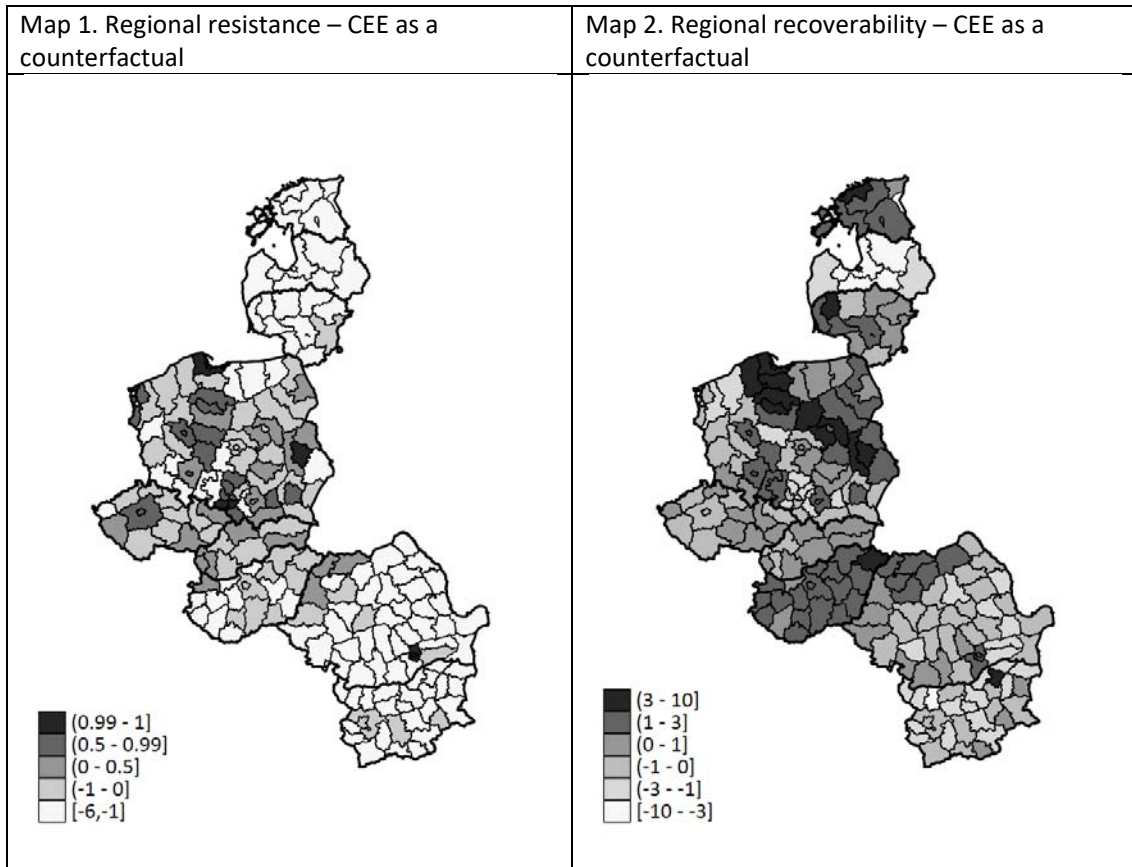 Map 1. Regional resistance – CEE as a
counterfactual
Map 2. Regional recoverability – CEE as a
counterfactual
(0.99 - 1]
(0.5 - 0.99]
(0 - 0.5]
(-1 - 0]
[-6,-1]
(3 - 10]
(1 - 3]
(0 - 1]
(-1 - 0]
(-3 - -1]
[-10 - -3]